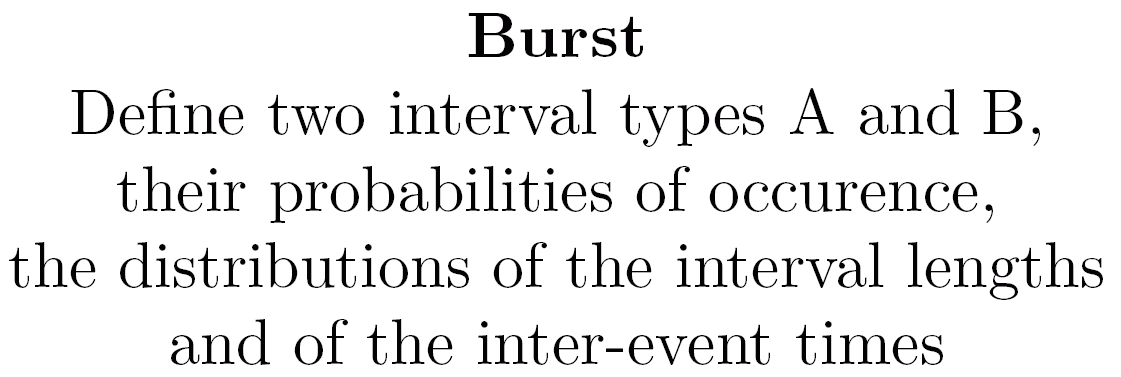 Burst
Define two interval types A and B,
their probabilities of occurence,
the distributions of the interval lengths
and of the inter-event times